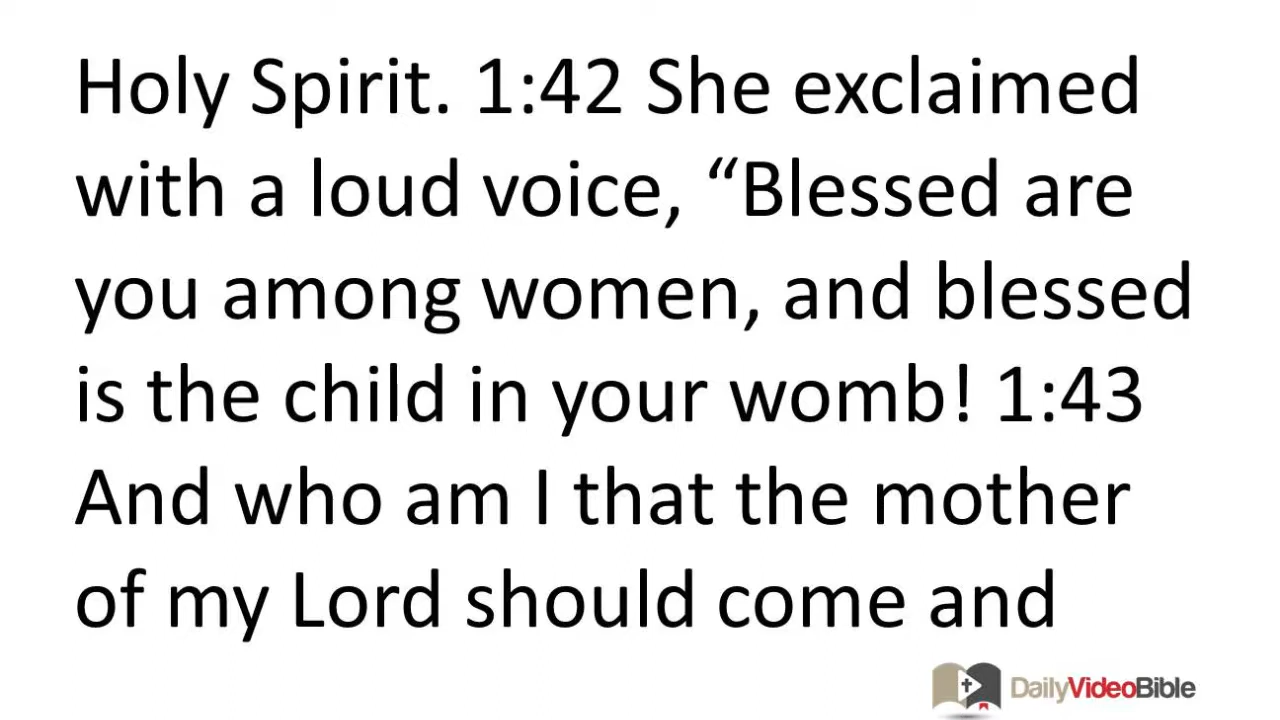 Holy Spirit. 1:42 She exclaimed
with a loud voice, “Blessed are
you among women, and blessed
is the child in your womb! 1:43
And who am I that the mother
of my Lord should come and
DailyVideoBible